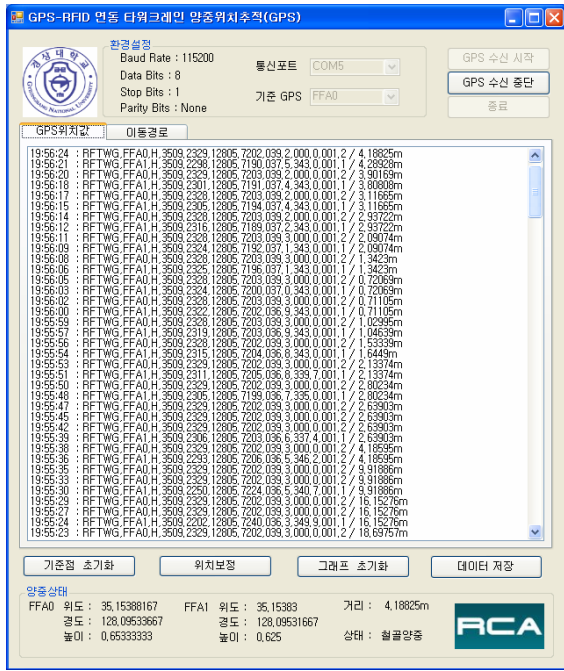 GPS-RFID 연동 타워크레인 양중위치추적(GPS)
환경설정
Baud Rate : 115200
Data Bits : 8
Stop Bits : 1
Parity Bits : None
통신포트 COM5
기준 GPS FFA0
GPS 수신 시작
GPS 수신 중단
종료
GPS위치값 이동경로
19:56:24 : RFTWG,FFA0,H,3509,2329,12805,7202,039,2,000,0,001,2 / 4,18825m
19:56:21 : RFTWG,FFA1,H,3509,2298,12805,7190,037,5,343,0,001,1 / 4,28928m
19:56:20 : RFTWG,FFA0,H,3509,2329,12805,7203,039,2,000,0,001,2 / 3,90169m
19:56:18 : RFTWG,FFA1,H,3509,2301,12805,7191,037,4,343,0,001,1 / 3,80808m
19:56:17 : RFTWG,FFA0,H,3509,2328,12805,7203,039,2,000,0,001,2 / 3,11665m
19:56:15 : RFTWG,FFA1,H,3509,2305,12805,7194,037,4,343,0,001,1 / 3,11665m
19:56:14 : RFTWG,FFA0,H,3509,2328,12805,7203,039,2,000,0,001,2 / 2,93722m
19:56:12 : RFTWG,FFA1,H,3509,2316,12805,7189,037,2,343,0,001,1 / 2,93722m
19:56:11 : RFTWG,FFA0,H,3509,2328,12805,7203,039,3,000,0,001,2 / 2,09074m
19:56:09 : RFTWG,FFA1,H,3509,2324,12805,7192,037,1,343,0,001,1 / 2,09074m
19:56:08 : RFTWG,FFA0,H,3509,2328,12805,7203,039,3,000,0,001,2 / 1,3423m
19:56:06 : RFTWG,FFA1,H,3509,2325,12805,7196,037,1,343,0,001,1 / 1,3423m
19:56:05 : RFTWG,FFA0,H,3509,2328,12805,7203,039,3,000,0,001,2 / 0,72069m
19:56:03 : RFTWG,FFA1,H,3509,2324,12805,7200,037,0,343,0,001,1 / 0,72069m
19:56:02 : RFTWG,FFA0,H,3509,2328,12805,7203,039,3,000,0,001,2 / 0,71105m
19:56:00 : RFTWG,FFA1,H,3509,2322,12805,7202,036,9,343,0,001,1 / 0,71105m
19:55:59 : RFTWG,FFA0,H,3509,2328,12805,7203,039,3,000,0,001,2 / 1,02995m
19:55:57 : RFTWG,FFA1,H,3509,2319,12805,7203,036,9,343,0,001,1 / 1,04639m
19:55:56 : RFTWG,FFA0,H,3509,2328,12805,7202,039,3,000,0,001,2 / 1,53339m
19:55:54 : RFTWG,FFA1,H,3509,2315,12805,7204,036,8,343,0,001,1 / 1,6449m
19:55:53 : RFTWG,FFA0,H,3509,2329,12805,7202,039,3,000,0,001,2 / 2,13374m
19:55:51 : RFTWG,FFA1,H,3509,2311,12805,7205,036,8,339,7,001,1 / 2,13374m
19:55:50 : RFTWG,FFA0,H,3509,2329,12805,7202,039,3,000,0,001,2 / 2,80234m
19:55:48 : RFTWG,FFA1,H,3509,2305,12805,7199,036,7,335,0,001,1 / 2,80234m
19:55:47 : RFTWG,FFA0,H,3509,2329,12805,7202,039,3,000,0,001,2 / 2,63903m
19:55:45 : RFTWG,FFA0,H,3509,2329,12805,7202,039,3,000,0,001,2 / 2,63903m
19:55:42 : RFTWG,FFA0,H,3509,2329,12805,7202,039,3,000,0,001,2 / 2,63903m
19:55:39 : RFTWG,FFA1,H,3509,2306,12805,7203,036,6,337,4,001,1 / 2,63903m
19:55:38 : RFTWG,FFA0,H,3509,2329,12805,7202,039,3,000,0,001,2 / 4,18595m
19:55:36 : RFTWG,FFA1,H,3509,2293,12805,7206,036,5,346,2,001,1 / 4,18595m
19:55:35 : RFTWG,FFA0,H,3509,2329,12805,7202,039,3,000,0,001,2 / 9,91886m
19:55:33 : RFTWG,FFA0,H,3509,2329,12805,7202,039,3,000,0,001,2 / 9,91886m
19:55:30 : RFTWG,FFA1,H,3509,2250,12805,7224,036,5,340,7,001,1 / 9,91886m
19:55:29 : RFTWG,FFA0,H,3509,2329,12805,7202,039,3,000,0,001,2 / 16,15276m
19:55:27 : RFTWG,FFA0,H,3509,2329,12805,7202,039,3,000,0,001,2 / 16,15276m
19:55:24 : RFTWG,FFA1,H,3509,2202,12805,7240,036,3,349,9,001,1 / 16,15276m
19:55:23 : RFTWG,FFA0,H,3509,2329,12805,7202,039,3,000,0,001,2 / 18,69757m
기준점 초기화 위치보정 그래프 초기화 데이터 저장
양중상태
FFA0 위도 : 35,15388167 FFA1 위도 : 35,15383 거리 : 4,18825m
경도 : 128,09533667 경도 : 128,09531667
높이 : 0,65333333 높이 : 0,625 상태 : 철골양중
RCA